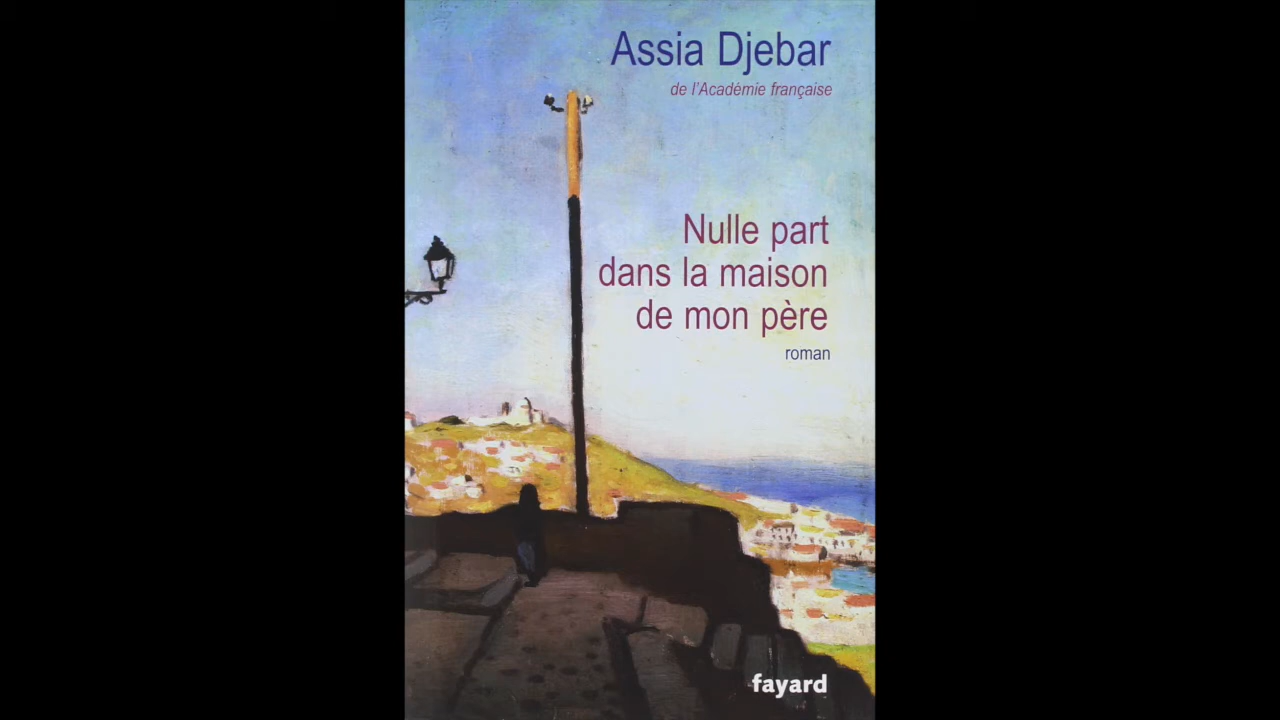 Assia Djebar
de l'Académie française
Nulle part
dans la maison
de mon père
roman
fayard